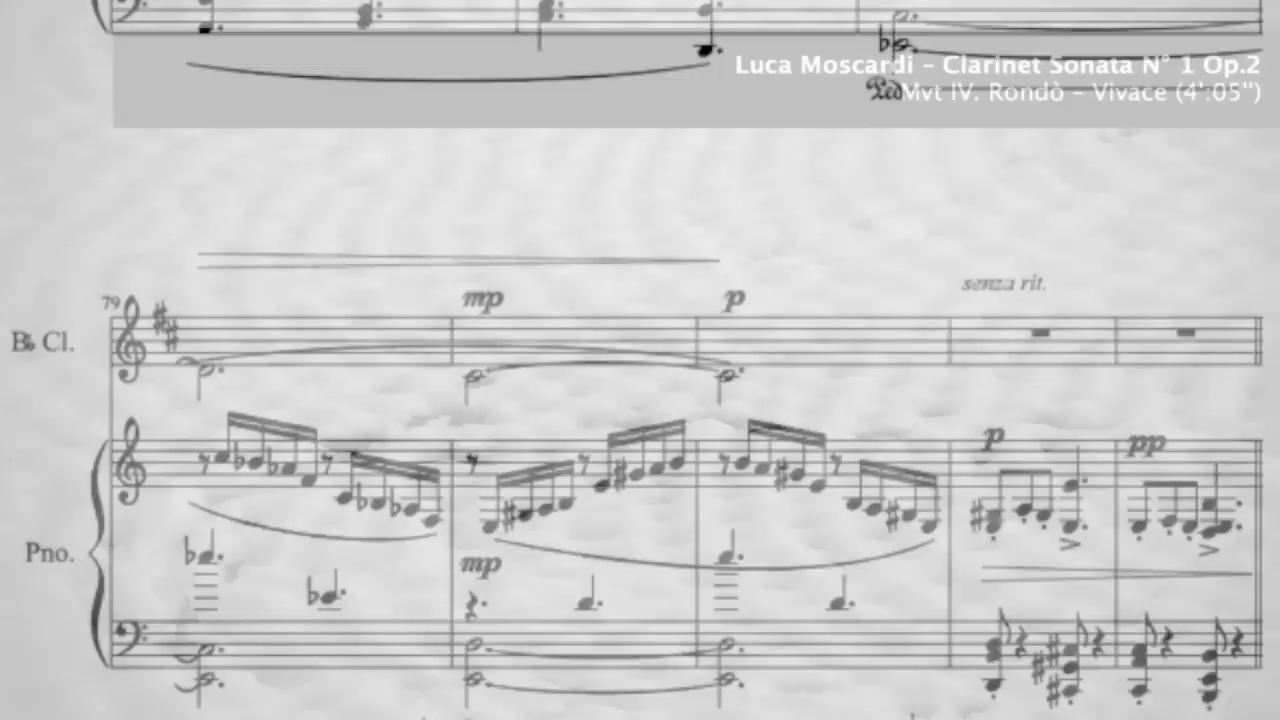 Luca Moscardi - Clarinet Sonata N° 1 Op.2
Ped
Mvt IV. Rondò - Vivace (4':05")
senza rit.
79
mp
p
B♭ Cl.
p
pp
Pno.
mp